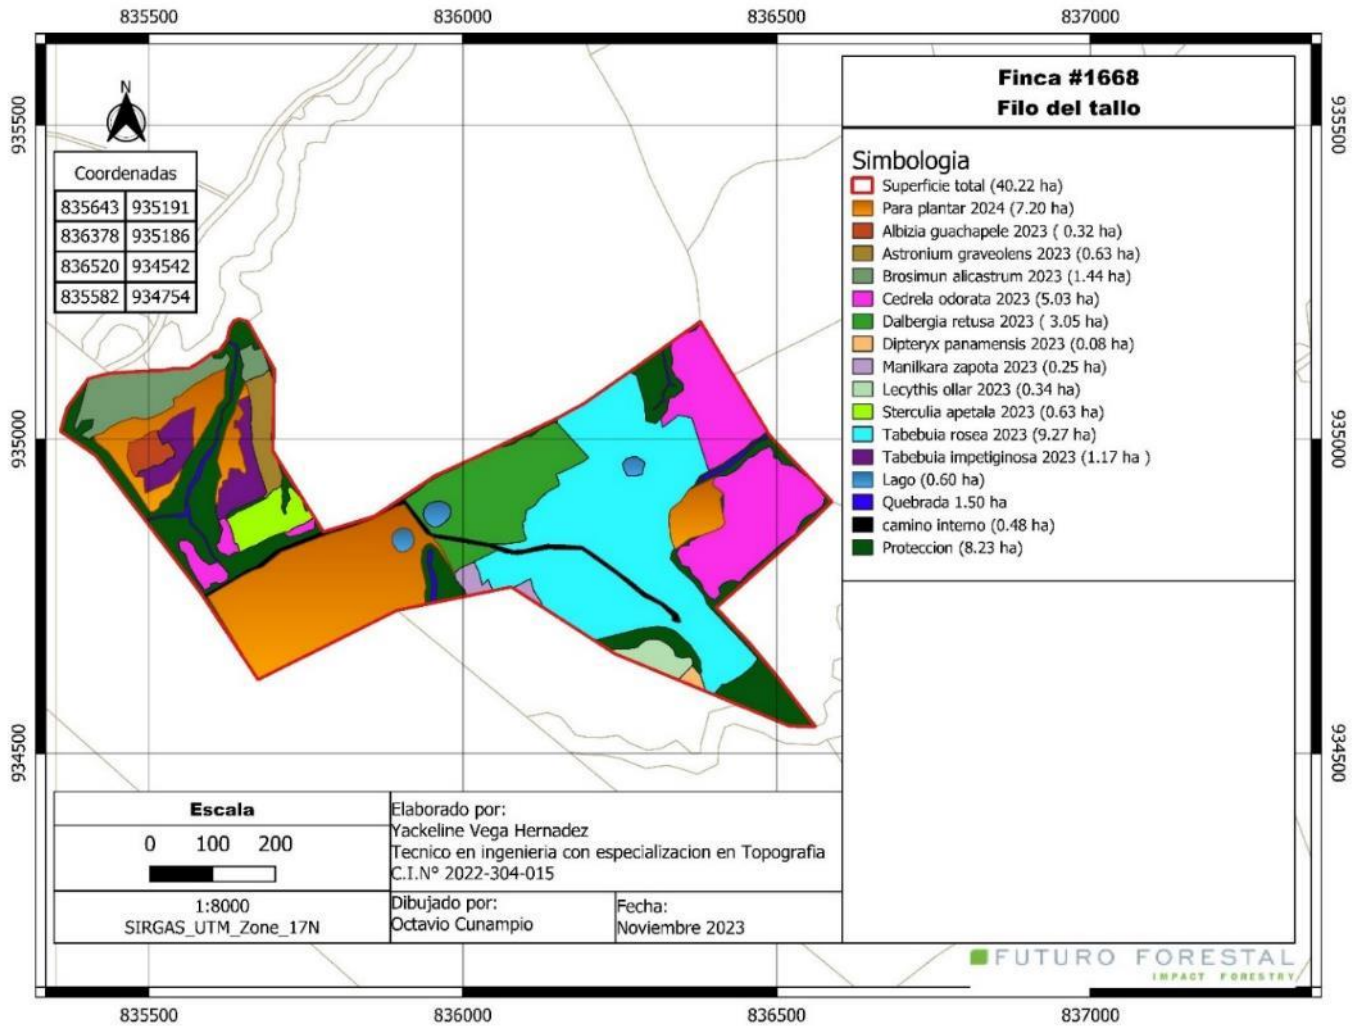 835500 836000 836500 837000
Finca #1668
Filo del tallo
N
935500
935500
Coordenadas
835643 935191
836378 935186
836520 934542
835582 934754
Simbologia
Superficie total (40.22 ha)
Para plantar 2024 (7.20 ha)
Albizia guachapele 2023 ( 0.32 ha)
Astronium graveolens 2023 (0.63 ha)
Brosimun alicastrum 2023 (1.44 ha)
Cedrela odorata 2023 (5.03 ha)
Dalbergia retusa 2023 ( 3.05 ha)
Dipteryx panamensis 2023 (0.08 ha)
Manilkara zapota 2023 (0.25 ha)
Lecythis ollar 2023 (0.34 ha)
Sterculia apetala 2023 (0.63 ha)
Tabebuia rosea 2023 (9.27 ha)
Tabebuia impetiginosa 2023 (1.17 ha )
Lago (0.60 ha)
Quebrada 1.50 ha
camino interno (0.48 ha)
Proteccion (8.23 ha)
935000
935000
934500
934500
Escala
0 100 200
1:8000
SIRGAS_UTM_Zone_17N
Elaborado por:
Yackeline Vega Hernadez
Tecnico en ingenieria con especializacion en Topografia
C.I.N° 2022-304-015
Dibujado por:
Octavio Cunampio
Fecha:
Noviembre 2023
FUTURO FORESTAL
IMPACT FORESTRY
835500 836000 836500 837000